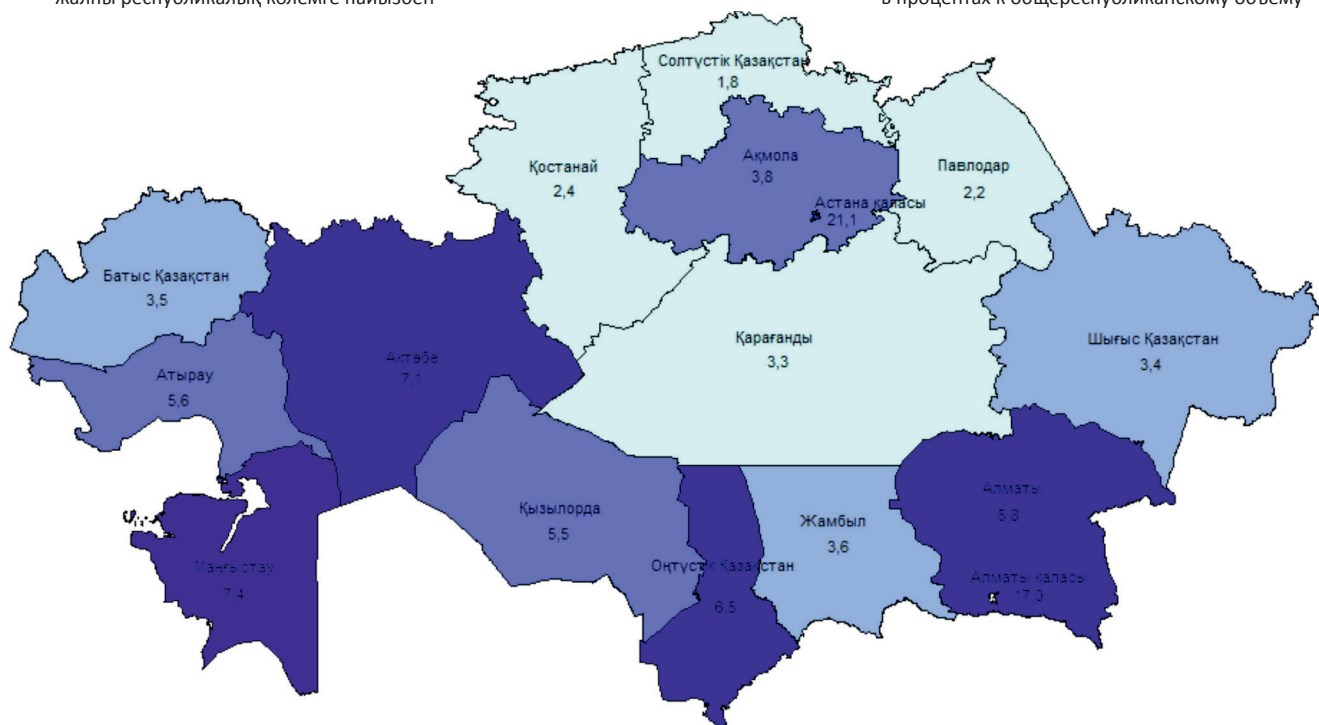 жалпы республикалық көлемге пайызбен
в процентах к общереспубликанскому объему
Солтүстік Қазақстан
1,8
Ақмола
3,8
Қостанай
2,4
Павлодар
2,2
Астана қаласы
21,1
Батыс Қазақстан
3,5
Қарағанды
3,3
Шығыс Қазақстан
3,4
Ақтөбе
7,1
Атырау
5,6
Алматы
5,8
Қызылорда
5,5
Жамбыл
3,6
Оңтүстік Қазақстан
6,5
Маңғыстау
7,4
Алматы қаласы
17,0